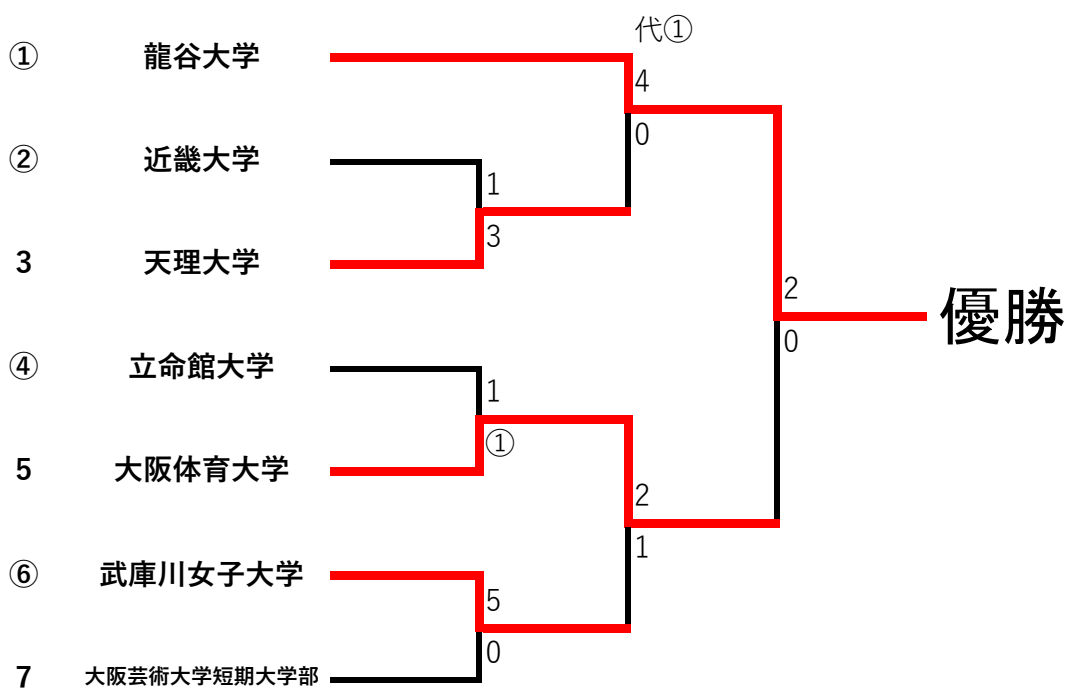 代①
① 龍谷大学
4
0
② 近畿大学
1
3
3 天理大学
2
優勝
0
④ 立命館大学
1
①
5 大阪体育大学
2
1
⑥ 武庫川女子大学
5
0
7 大阪芸術大学短期大学部